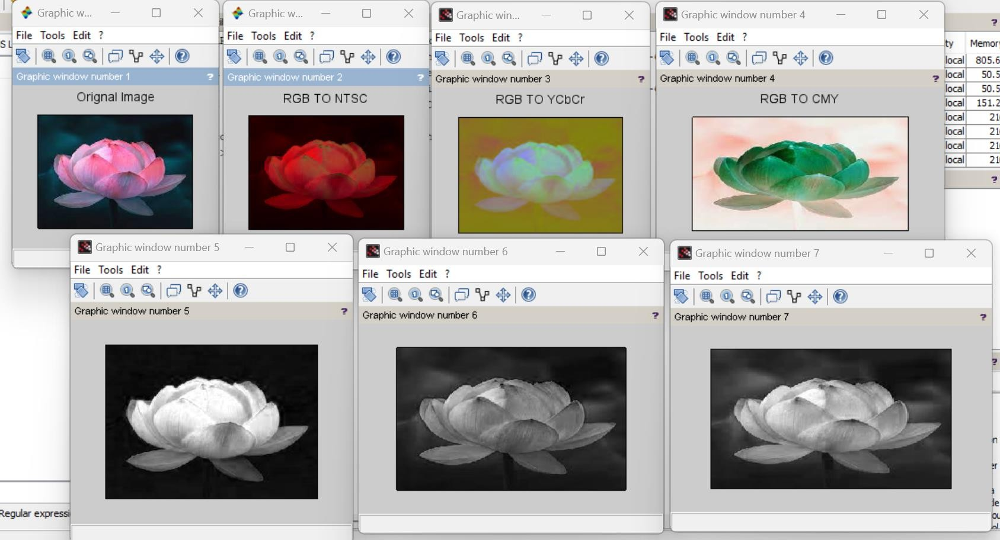 Graphic w...
File Tools Edit ?
Graphic window number 1 ?
Orignal Image
Graphic w...
File Tools Edit ?
Graphic window number 2 ?
RGB TO NTSC
Graphic win...
File Tools Edit ?
Graphic window number 3 ?
RGB TO YCbCr
Graphic window number 4
File Tools Edit ?
Graphic window number 4 ?
RGB TO CMY
?
ty Memory
local 805.6
local 50.5
local 50.5
local 151.2
local 21
local 21
local 21
local 21
?
Graphic window number 5
File Tools Edit ?
Graphic window number 5 ?
Graphic window number 6
File Tools Edit ?
Graphic window number 6 ?
Graphic window number 7
File Tools Edit ?
Graphic window number 7 ?
?
Regular expressi